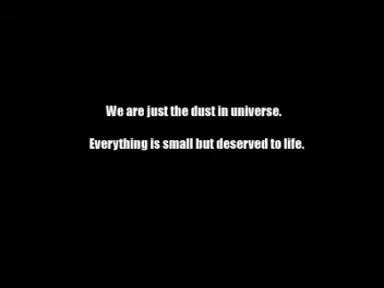 We are just the dust in universe.
Everything is small but deserved to life.